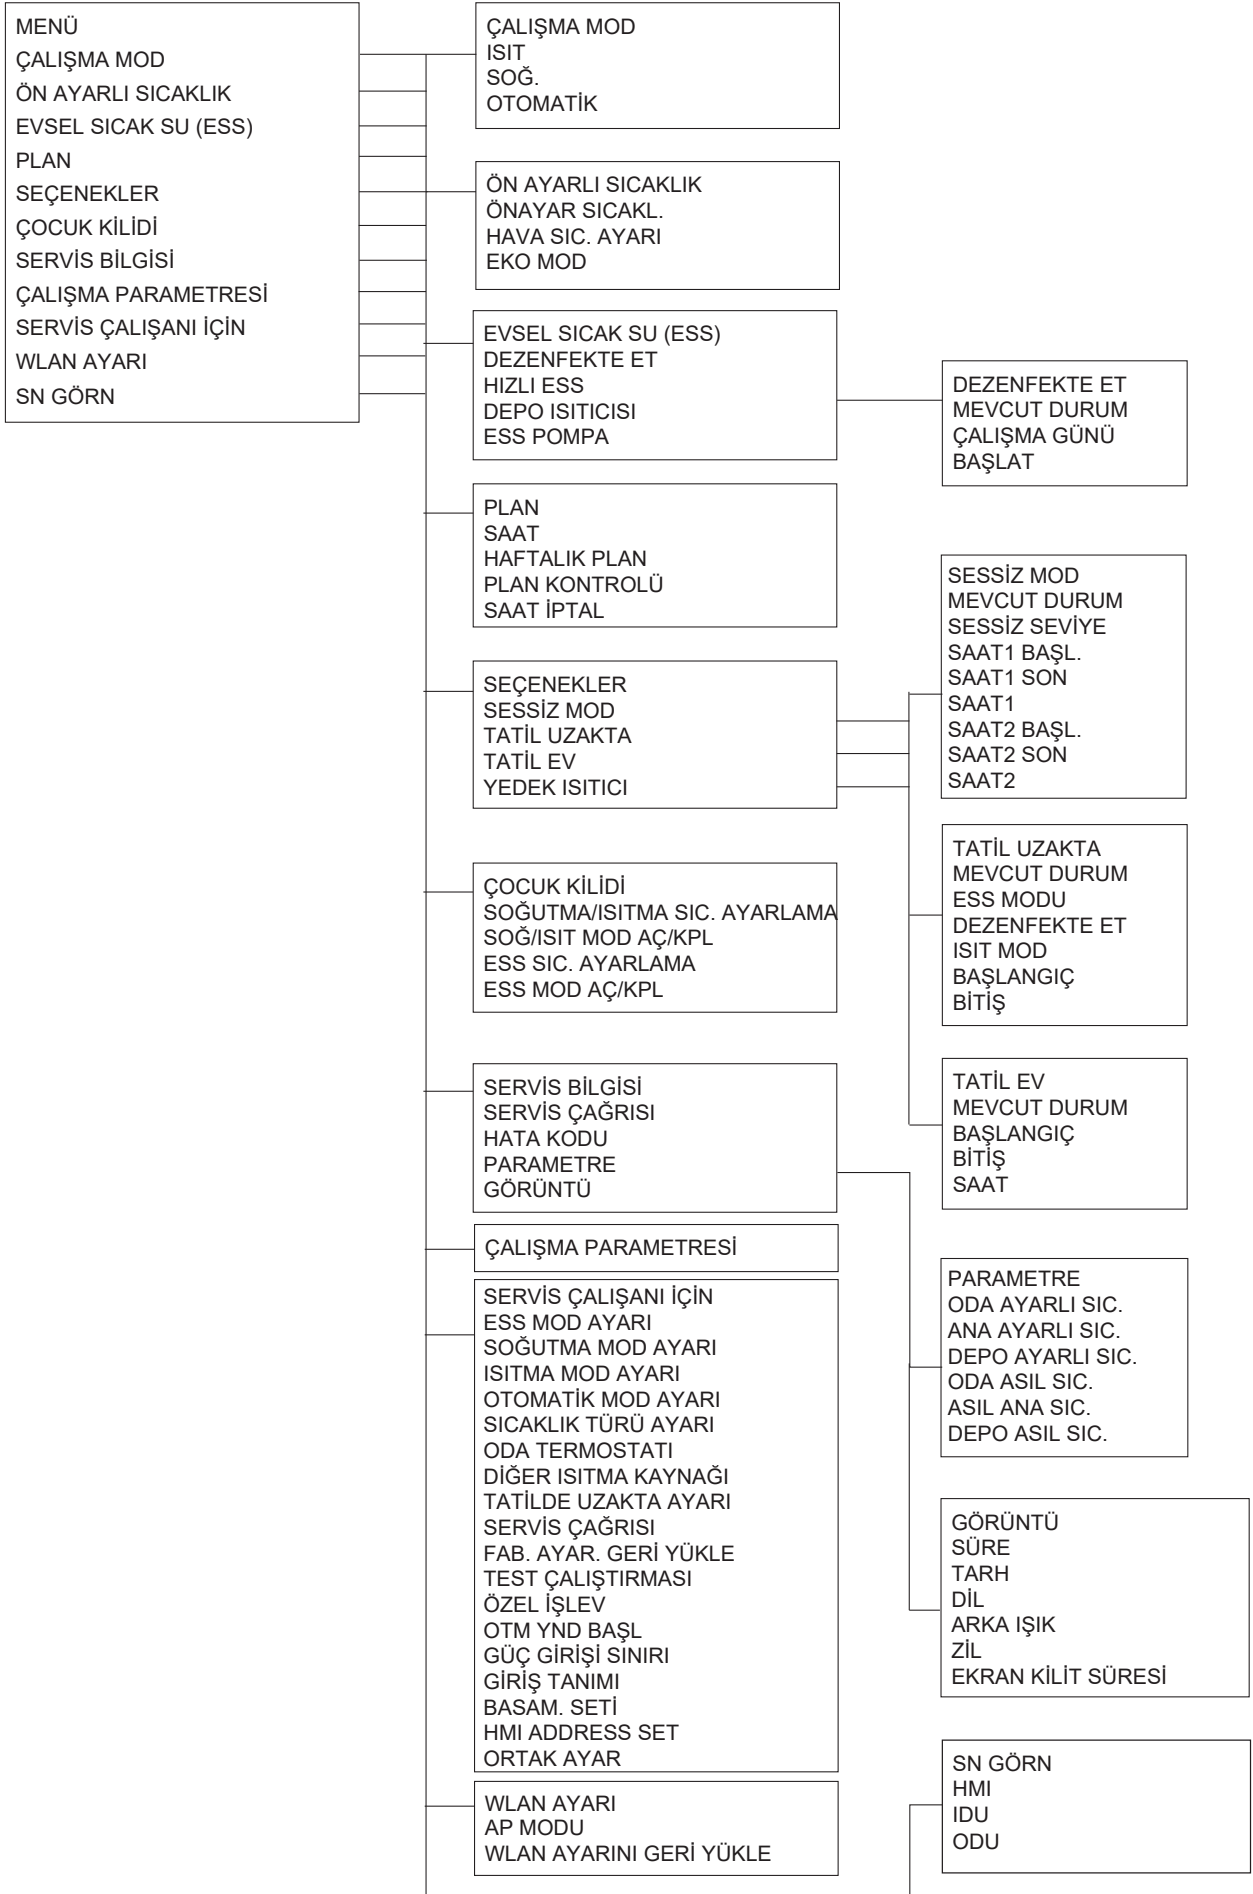 MENÜ
ÇALIŞMA MOD
ÖN AYARLI SICAKLIK
EVSEL SICAK SU (ESS)
PLAN
SEÇENEKLER
ÇOCUK KİLİDİ
SERVİS BİLGİSİ
ÇALIŞMA PARAMETRESİ
SERVİS ÇALIŞANI İÇİN
WLAN AYARI
SN GÖRN
ÇALIŞMA MOD
ISIT
SOĞ.
OTOMATİK
ÖN AYARLI SICAKLIK
ÖNAYAR SICAKL.
HAVA SIC. AYARI
EKO MOD
EVSEL SICAK SU (ESS)
DEZENFEKTE ET
HIZLI ESS
DEPO ISITICISI
ESS POMPA
DEZENFEKTE ET
MEVCUT DURUM
ÇALIŞMA GÜNÜ
BAŞLAT
PLAN
SAAT
HAFTALIK PLAN
PLAN KONTROLÜ
SAAT İPTAL
SEÇENEKLER
SESSİZ MOD
TATİL UZAKTA
TATİL EV
YEDEK ISITICI
SESSİZ MOD
MEVCUT DURUM
SESSİZ SEVİYE
SAAT1 BAŞL.
SAAT1 SON
SAAT1
SAAT2 BAŞL.
SAAT2 SON
SAAT2
TATİL UZAKTA
MEVCUT DURUM
ESS MODU
DEZENFEKTE ET
ISIT MOD
BAŞLANGIÇ
BİTİŞ
TATİL EV
MEVCUT DURUM
BAŞLANGIÇ
BİTİŞ
SAAT
ÇOCUK KİLİDİ
SOĞUTMA/ISITMA SIC. AYARLAMA
SOĞ/ISIT MOD AÇ/KPL
ESS SIC. AYARLAMA
ESS MOD AÇ/KPL
SERVİS BİLGİSİ
SERVİS ÇAĞRISI
HATA KODU
PARAMETRE
GÖRÜNTÜ
PARAMETRE
ODA AYARLI SIC.
ANA AYARLI SIC.
DEPO AYARLI SIC.
ODA ASIL SIC.
ASIL ANA SIC.
DEPO ASIL SIC.
GÖRÜNTÜ
SÜRE
TARH
DİL
ARKA IŞIK
ZİL
EKRAN KİLİT SÜRESİ
ÇALIŞMA PARAMETRESİ
SERVİS ÇALIŞANI İÇİN
ESS MOD AYARI
SOĞUTMA MOD AYARI
ISITMA MOD AYARI
OTOMATİK MOD AYARI
SICAKLIK TÜRÜ AYARI
ODA TERMOSTATI
DİĞER ISITMA KAYNAĞI
TATİLDE UZAKTA AYARI
SERVİS ÇAĞRISI
FAB. AYAR. GERİ YÜKLE
TEST ÇALIŞTIRMASI
ÖZEL İŞLEV
OTM YND BAŞL
GÜÇ GİRİŞİ SINIRI
GİRİŞ TANIMI
BASAM. SETİ
HMI ADDRESS SET
ORTAK AYAR
WLAN AYARI
AP MODU
WLAN AYARINI GERİ YÜKLE
SN GÖRN
HMI
IDU
ODU